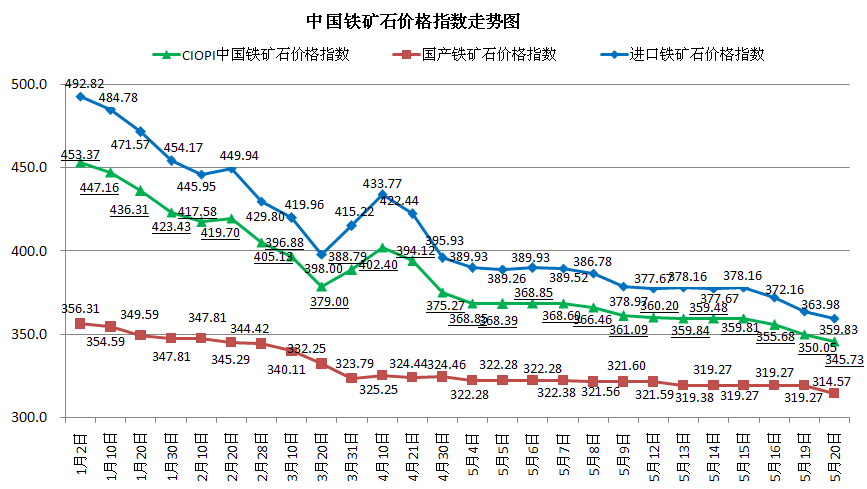 中国铁矿石价格指数走势图
CIOPI中国铁矿石价格指数 国产铁矿石价格指数 进口铁矿石价格指数
500.0
450.0
400.0
350.0
300.0
492.82 484.78 471.57 454.17 445.95 449.94 429.80 419.96 398.00 415.22 433.77 422.44 395.93 389.93 389.26 389.93 389.52 386.78 378.97 377.67 378.16 377.67 378.16 372.16 363.98 359.83
453.37 447.16 436.31 423.43 417.58 419.70 405.12 396.88 379.00 388.79 402.40 394.12 375.27 368.85 368.39 368.85 368.60 366.46 361.09 360.20 359.84 359.48 359.81 355.68 350.05 345.73
356.31 354.59 349.59 347.81 347.81 345.29 344.42 340.11 332.25 323.79 325.25 324.44 324.46 322.28 322.28 322.28 322.38 321.56 321.60 321.59 319.38 319.27 319.27 319.27 319.27 314.57
1月2日 1月10日 1月20日 1月30日 2月10日 2月20日 2月28日 3月10日 3月20日 3月31日 4月10日 4月21日 4月30日 5月4日 5月5日 5月6日 5月7日 5月8日 5月9日 5月12日 5月13日 5月14日 5月15日 5月16日 5月19日 5月20日